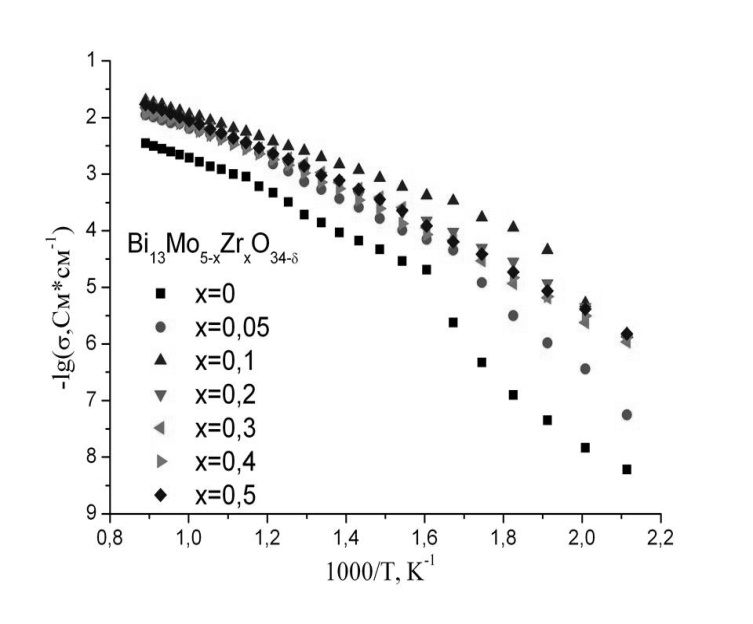 1
2
3
4
5
6
7
8
9
-lg(σ,См*см⁻¹)
Bi₁₃Mo₅₋ₓZrₓO₃₄₋δ
x=0
x=0,05
x=0,1
x=0,2
x=0,3
x=0,4
x=0,5
0,8 1,0 1,2 1,4 1,6 1,8 2,0 2,2
1000/T, K⁻¹